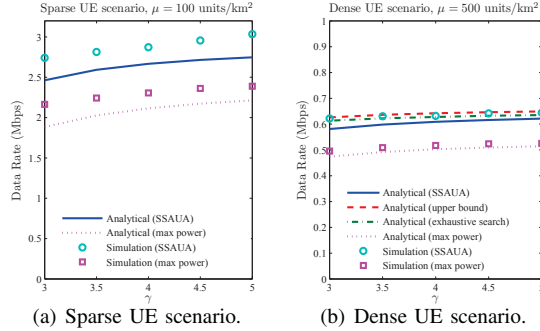 Sparse UE scenario, μ = 100 units/km²
Data Rate (Mbps)
3
2.5
2
1.5
1
0.5
0
Analytical (SSAUA)
Analytical (max power)
Simulation (SSAUA)
Simulation (max power)
3 3.5 4 4.5 5
γ
(a) Sparse UE scenario.
Dense UE scenario, μ = 500 units/km²
Data Rate (Mbps)
1
0.9
0.8
0.7
0.6
0.5
0.4
0.3
0.2
0.1
0
Analytical (SSAUA)
Analytical (upper bound)
Analytical (exhaustive search)
Analytical (max power)
Simulation (SSAUA)
Simulation (max power)
3 3.5 4 4.5 5
γ
(b) Dense UE scenario.